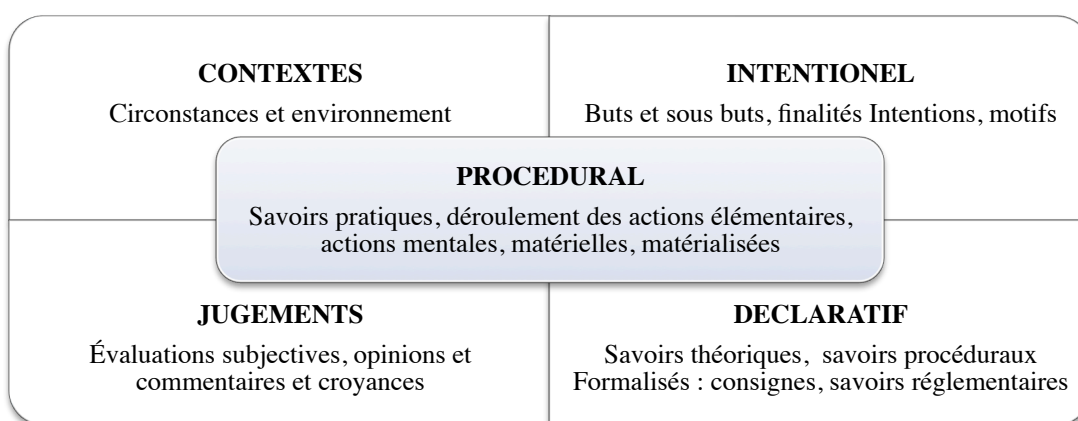 CONTEXTES
Circonstances et environnement
INTENTIONEL
Buts et sous buts, finalités Intentions, motifs
PROCEDURAL
Savoirs pratiques, déroulement des actions élémentaires,
actions mentales, matérielles, matérialisées
JUGEMENTS
Évaluations subjectives, opinions et
commentaires et croyances
DECLARATIF
Savoirs théoriques,  savoirs procéduraux
Formalisés : consignes, savoirs réglementaires